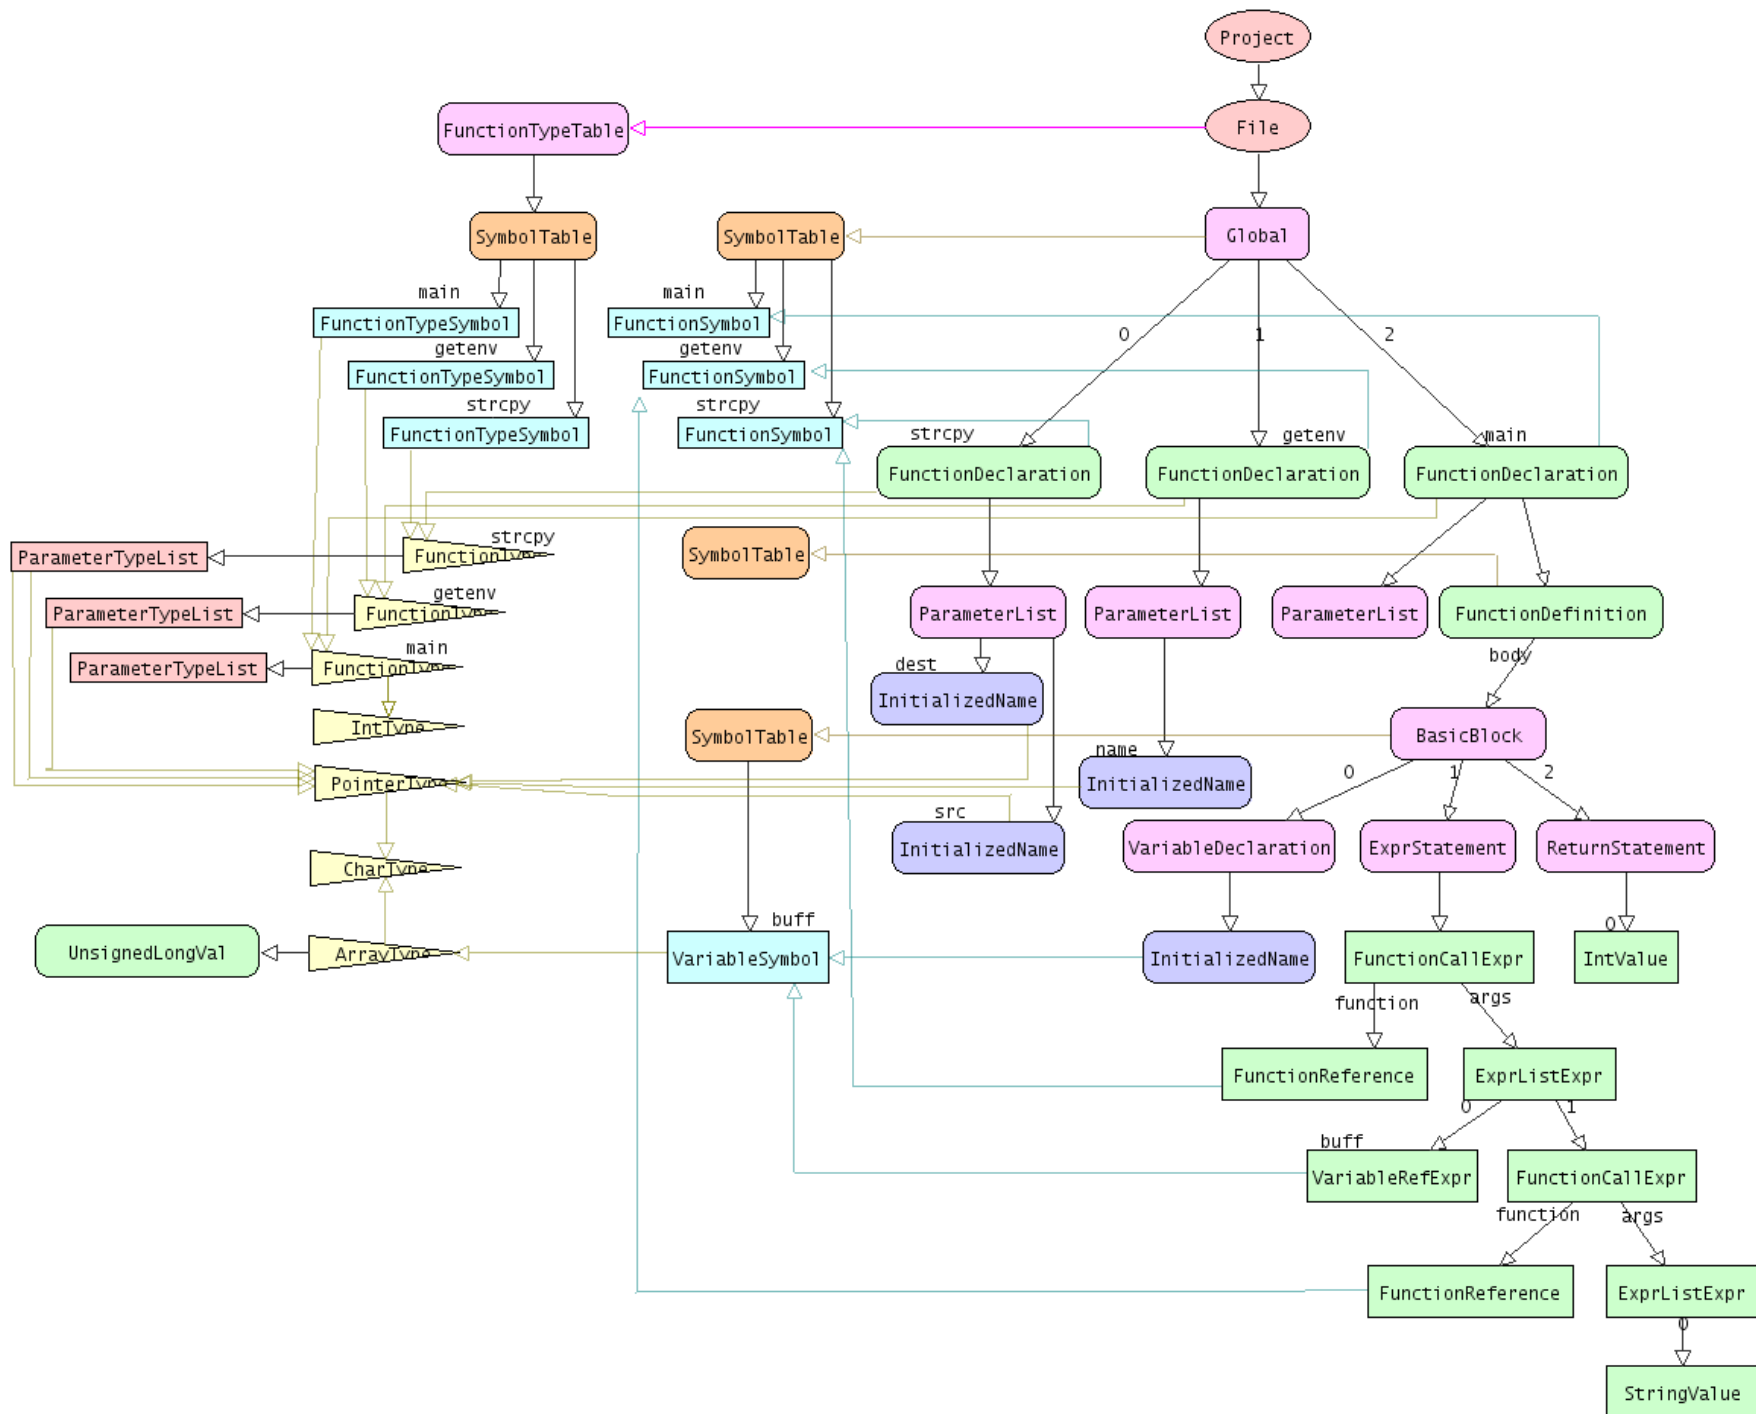 Project
FunctionTypeTable
File
SymbolTable
SymbolTable
Global
main
main
FunctionTypeSymbol
FunctionSymbol
0
1
2
getenv
getenv
FunctionTypeSymbol
FunctionSymbol
strcpy
strcpy
FunctionTypeSymbol
FunctionSymbol
strcpy
getenv
main
FunctionDeclaration
FunctionDeclaration
FunctionDeclaration
strcpy
ParameterTypeList
FunctionType
SymbolTable
getenv
ParameterTypeList
FunctionType
ParameterList
ParameterList
ParameterList
FunctionDefinition
main
body
ParameterTypeList
FunctionType
dest
InitializedName
IntType
SymbolTable
BasicBlock
name
0
1
2
PointerType
InitializedName
src
InitializedName
VariableDeclaration
ExprStatement
ReturnStatement
CharType
buff
0
UnsignedLongVal
ArrayType
VariableSymbol
InitializedName
FunctionCallExpr
IntValue
function
args
FunctionReference
ExprListExpr
0
1
buff
VariableRefExpr
FunctionCallExpr
function
args
FunctionReference
ExprListExpr
0
StringValue